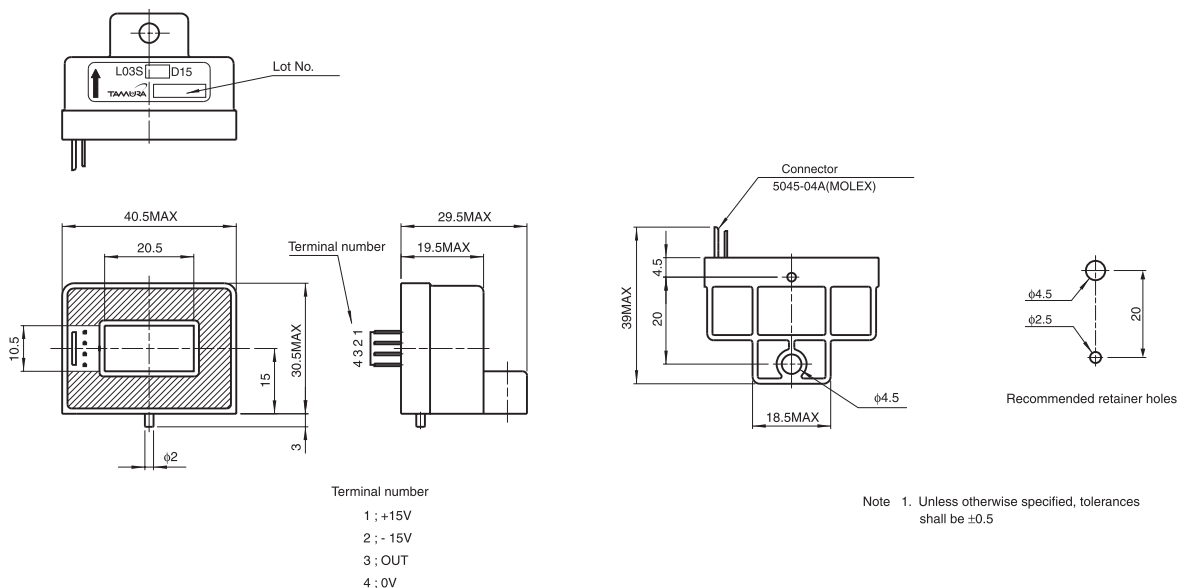 L03S D15
TAMURA
Lot No.
Connector
5045-04A(MOLEX)
40.5MAX
20.5
10.5
30.5MAX
15
3
φ2
Terminal number
29.5MAX
19.5MAX
4 3 2 1
39MAX
4.5
20
18.5MAX
φ4.5
φ4.5
φ2.5
20
Recommended retainer holes
Terminal number
1 ; +15V
2 ; - 15V
3 ; OUT
4 ; 0V
Note 1. Unless otherwise specified, tolerances
shall be ±0.5